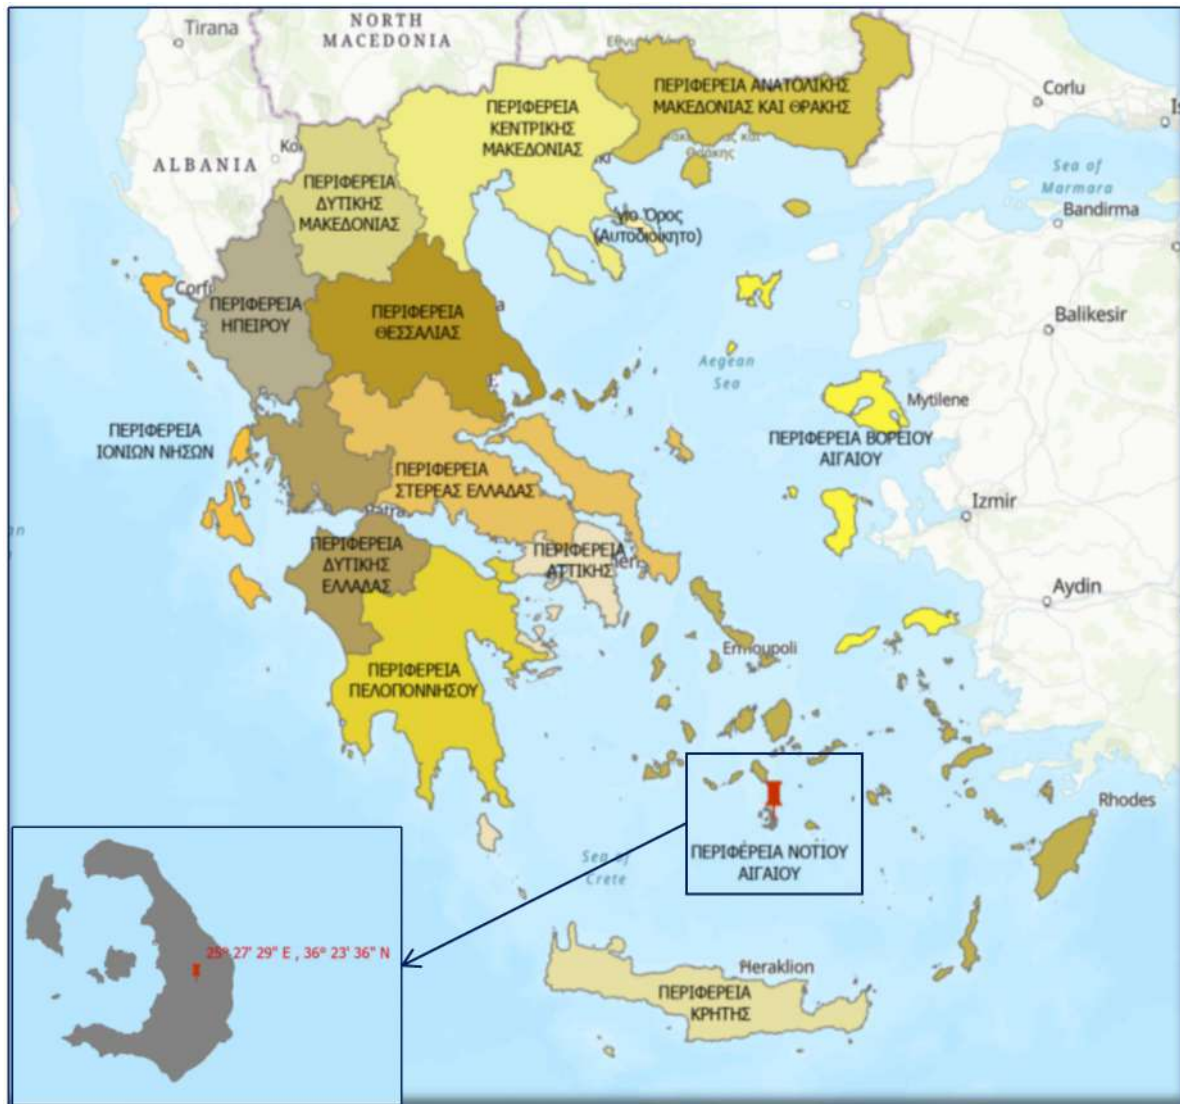 Tirana
NORTH
MACEDONIA
ΠΕΡΙΦΕΡΕΙΑ ΑΝΑΤΟΛΙΚΗΣ
ΜΑΚΕΔΟΝΙΑΣ ΚΑΙ ΘΡΑΚΗΣ
Corlu
ΠΕΡΙΦΕΡΕΙΑ
ΚΕΝΤΡΙΚΗΣ
ΜΑΚΕΔΟΝΙΑΣ
Θράκης
ALBANIA
Sea of
Marmara
Bandirma
ΠΕΡΙΦΕΡΕΙΑ
ΔΥΤΙΚΗΣ
ΜΑΚΕΔΟΝΙΑΣ
γιο Όρος
(Αυτοδιοίκητο)
Corfu
ΠΕΡΙΦΕΡΕΙΑ
ΗΠΕΙΡΟΥ
ΠΕΡΙΦΕΡΕΙΑ
ΘΕΣΣΑΛΙΑΣ
Balikesir
Aegean
Sea
Mytilene
ΠΕΡΙΦΕΡΕΙΑ
ΙΟΝΙΩΝ ΝΗΣΩΝ
ΠΕΡΙΦΕΡΕΙΑ ΒΟΡΕΙΟΥ
ΑΙΓΑΙΟΥ
ΠΕΡΙΦΕΡΕΙΑ
ΣΤΕΡΕΑΣ ΕΛΛΑΔΑΣ
Izmir
ΠΕΡΙΦΕΡΕΙΑ
ΔΥΤΙΚΗΣ
ΕΛΛΑΔΑΣ
ΠΕΡΙΦΕΡΕΙΑ
ΑΤΤΙΚΗΣ
Aydin
Ermoupoli
ΠΕΡΙΦΕΡΕΙΑ
ΠΕΛΟΠΟΝΝΗΣΟΥ
Rhodes
ΠΕΡΙΦΕΡΕΙΑ ΝΟΤΙΟΥ
ΑΙΓΑΙΟΥ
Sea of
Crete
25° 27' 29" E , 36° 23' 36" N
Heraklion
ΠΕΡΙΦΕΡΕΙΑ
ΚΡΗΤΗΣ